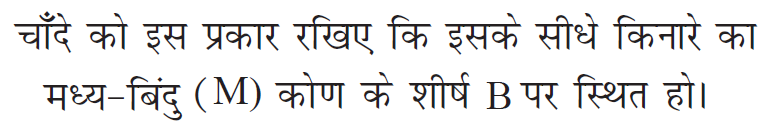 चाँदे को इस प्रकार रखिए कि इसके सीधे किनारे का
मध्य-बिंदु (M) कोण के शीर्ष B पर स्थित हो।